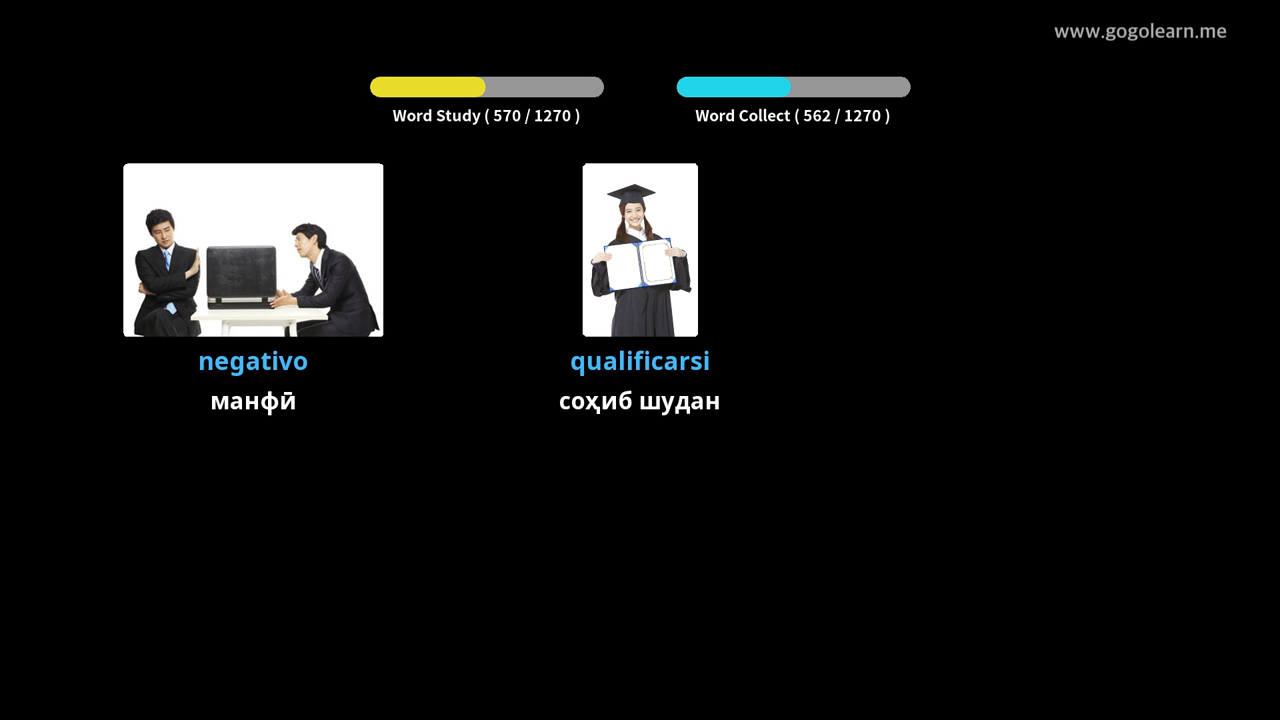 www.gogolearn.me
Word Study ( 570 / 1270 )
Word Collect ( 562 / 1270 )
negativo
манфӣ
qualificarsi
соҳиб шудан